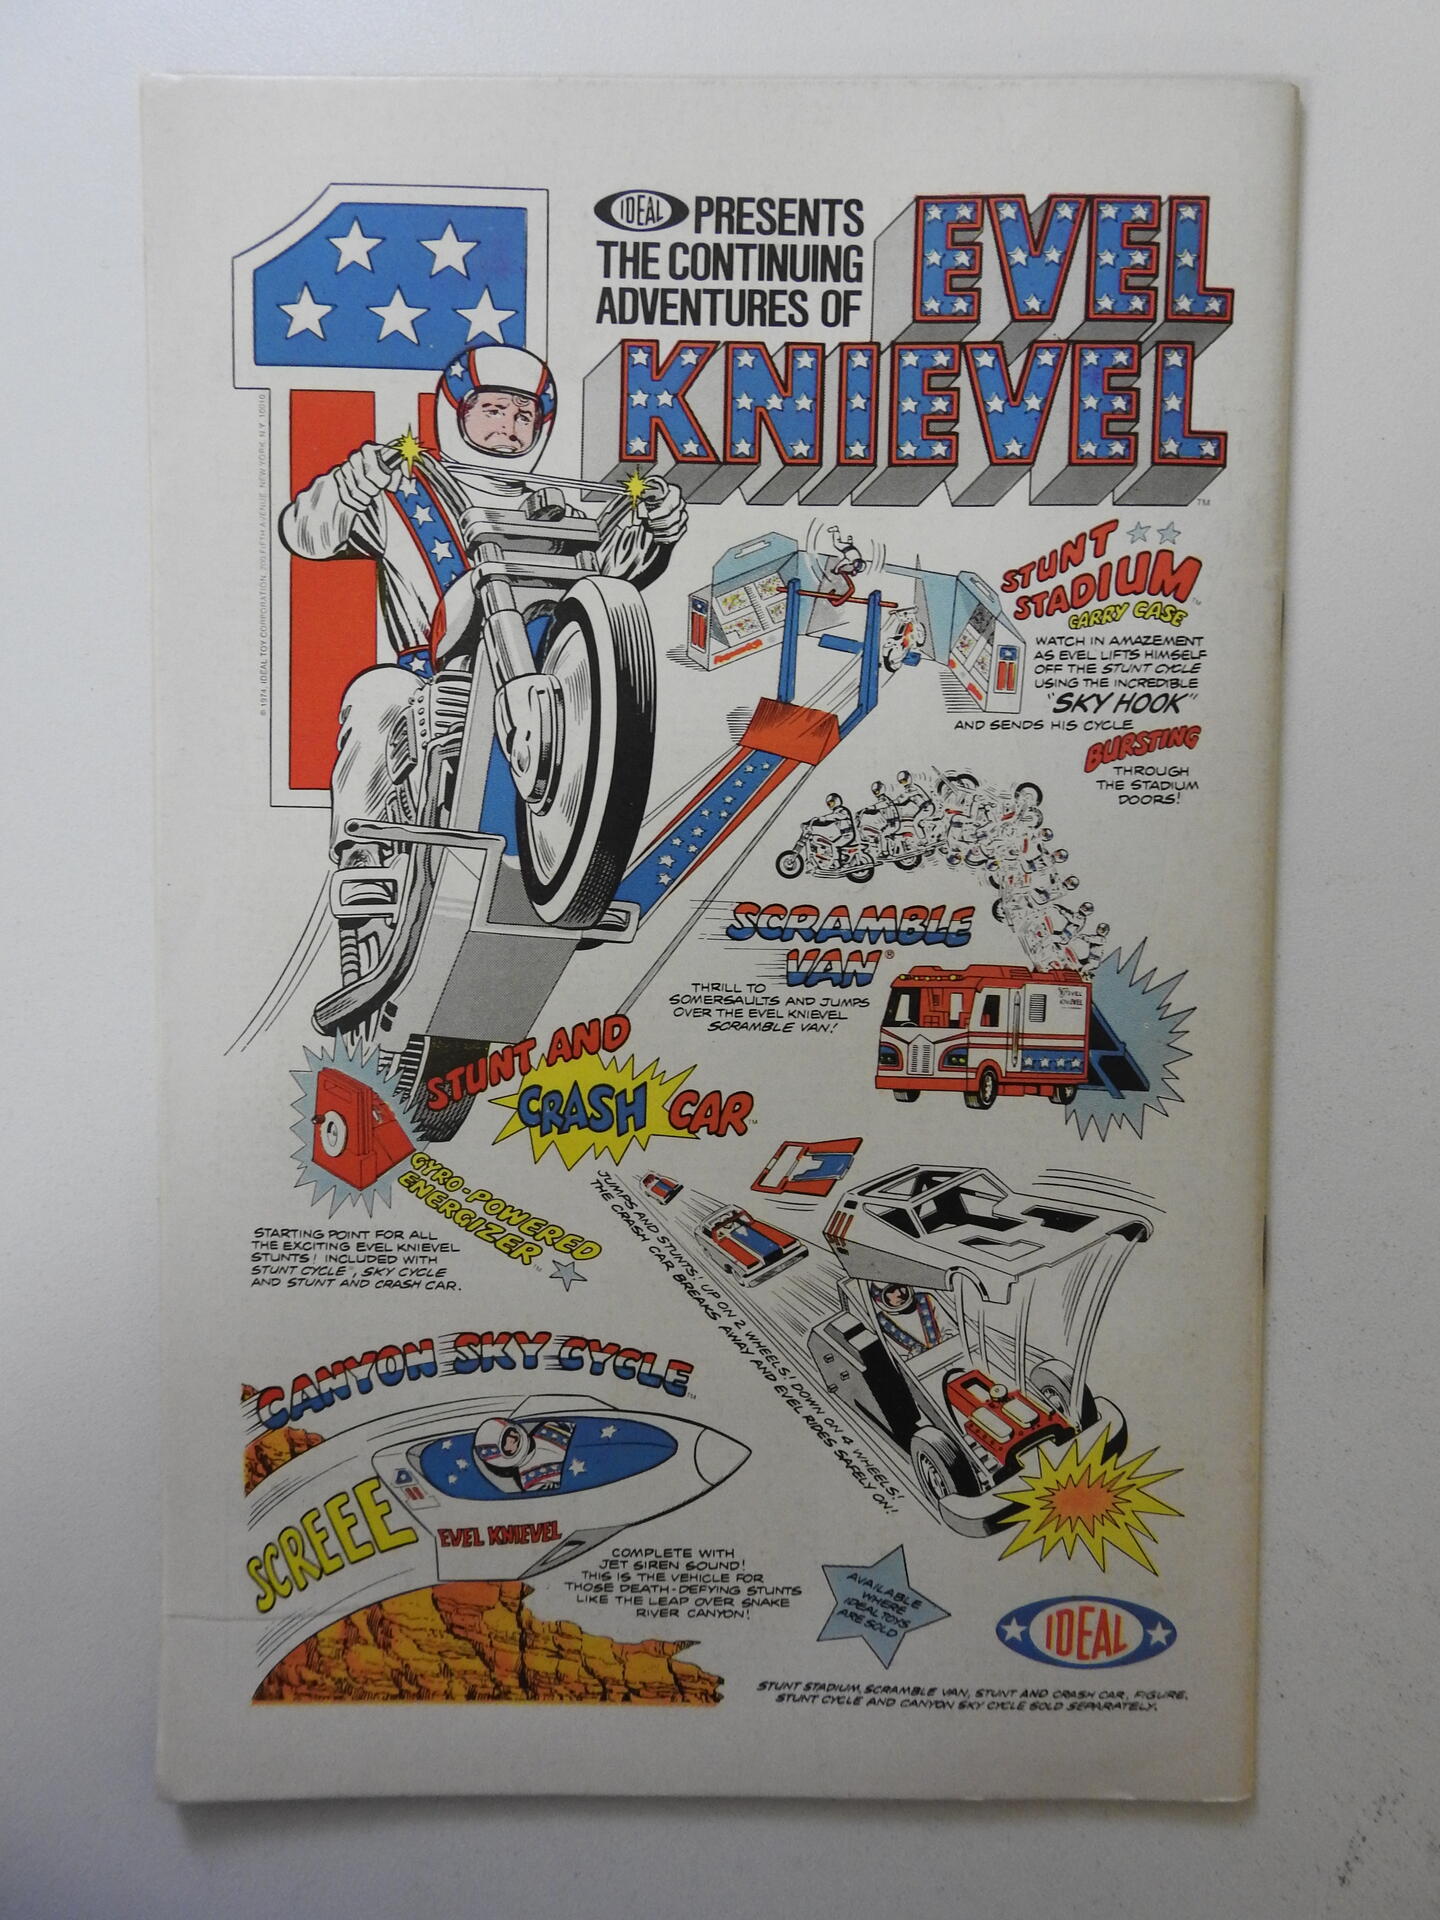 IDEAL PRESENTS
THE CONTINUING
ADVENTURES OF
EVEL
KNIEVEL
TM
© 1974, IDEAL TOY CORPORATION, 200 FIFTH AVENUE, NEW YORK, N.Y. 10010
STUNT
STADIUM
CARRY CASE
WATCH IN AMAZEMENT
AS EVEL LIFTS HIMSELF
OFF THE STUNT CYCLE
USING THE INCREDIBLE
"SKY HOOK"
AND SENDS HIS CYCLE
BURSTING
THROUGH
THE STADIUM
DOORS!
SCRAMBLE
VAN®
THRILL TO
SOMERSAULTS AND JUMPS
OVER THE EVEL KNIEVEL
SCRAMBLE VAN!
EVEL
KNIEVEL
STUNT AND
CRASH CAR
TM
GYRO-POWERED
ENERGIZER
TM
STARTING POINT FOR ALL
THE EXCITING EVEL KNIEVEL
STUNTS! INCLUDED WITH
STUNT CYCLE, SKY CYCLE
AND STUNT AND CRASH CAR.
JUMPS AND STUNTS! UP ON 2 WHEELS! DOWN ON 4 WHEELS!
THE CRASH CAR BREAKS AWAY AND EVEL RIDES SAFELY ON!
CANYON SKY CYCLE
TM
SCREEE
EVEL KNIEVEL
COMPLETE WITH
JET SIREN SOUND!
THIS IS THE VEHICLE FOR
THOSE DEATH-DEFYING STUNTS
LIKE THE LEAP OVER SNAKE
RIVER CANYON!
AVAILABLE
WHERE
IDEAL TOYS
ARE SOLD
IDEAL
STUNT STADIUM, SCRAMBLE VAN, STUNT AND CRASH CAR, FIGURE,
STUNT CYCLE AND CANYON SKY CYCLE SOLD SEPARATELY.